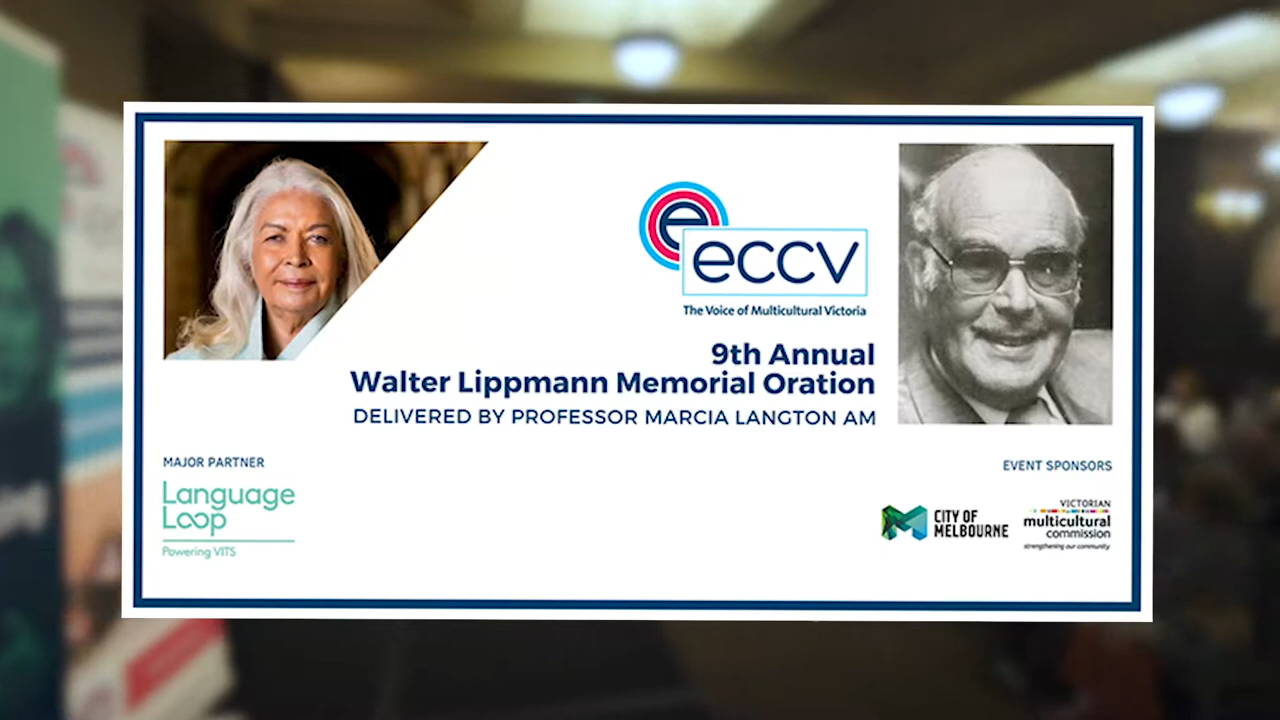 e
eccv
The Voice of Multicultural Victoria
9th Annual
Walter Lippmann Memorial Oration
DELIVERED BY PROFESSOR MARCIA LANGTON AM
MAJOR PARTNER
Language
Loop
Powering VITS
EVENT SPONSORS
CITY OF
MELBOURNE
VICTORIAN
multicultural
commission
strengthening our community